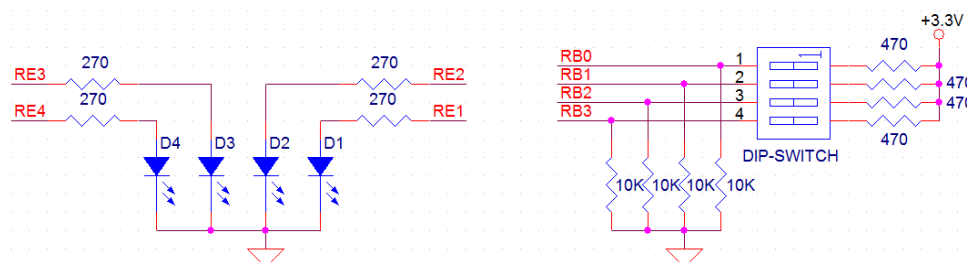 +3.3V
270
270
RE3
RE2
270
270
RE4
RE1
D4
D3
D2
D1
RB0
1
1
470
RB1
2
470
RB2
3
470
RB3
4
470
DIP-SWITCH
10K
10K
10K
10K